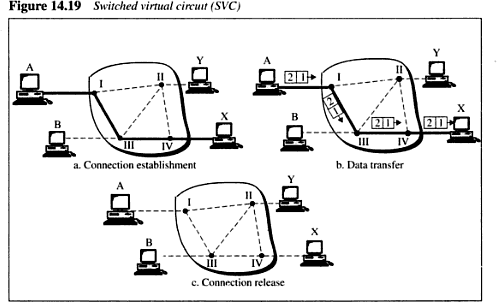 Figure 14.19 Switched virtual circuit (SVC)
A
I
II
Y
B
III
IV
X
a. Connection establishment
A
2 1
I
II
Y
2 1
B
2 1
2 1
X
III
IV
b. Data transfer
A
I
II
Y
B
III
IV
X
c. Connection release